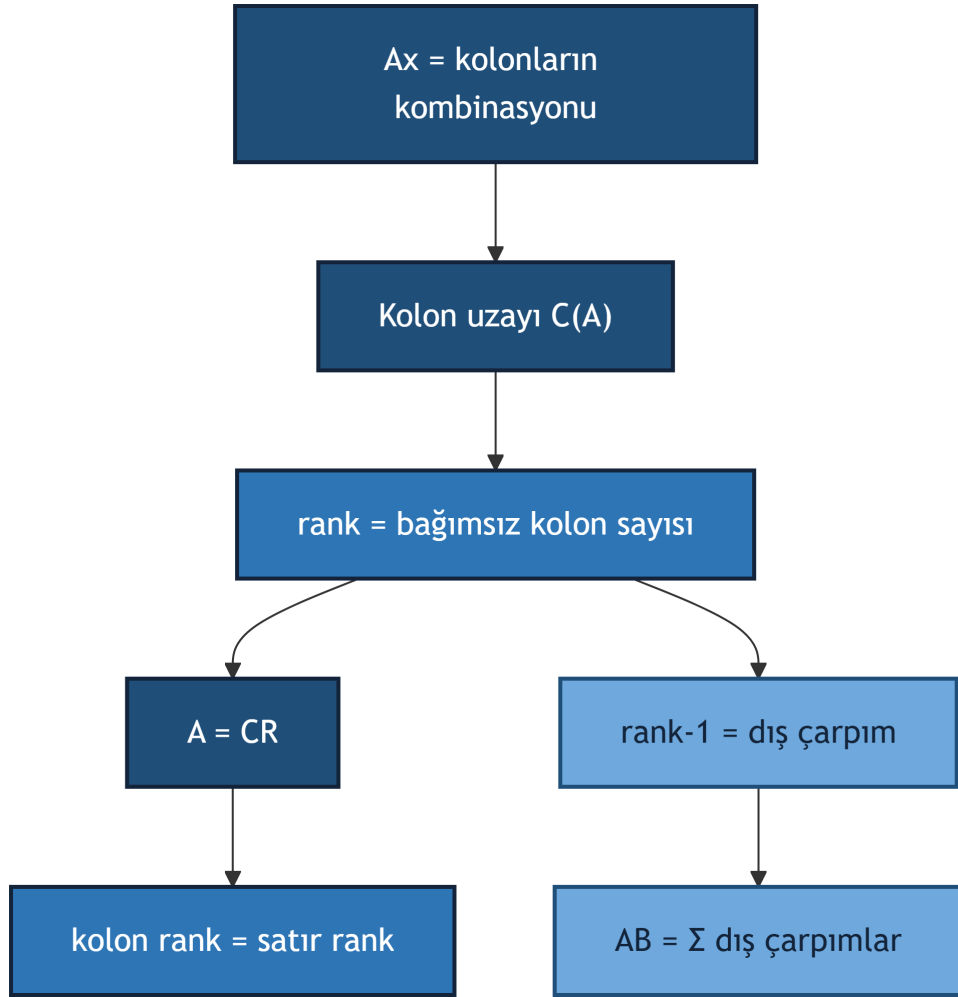 Ax = kolonların
kombinasyonu
Kolon uzayı C(A)
rank = bağımsız kolon sayısı
A = CR
rank-1 = dış çarpım
kolon rank = satır rank
AB = Σ dış çarpımlar